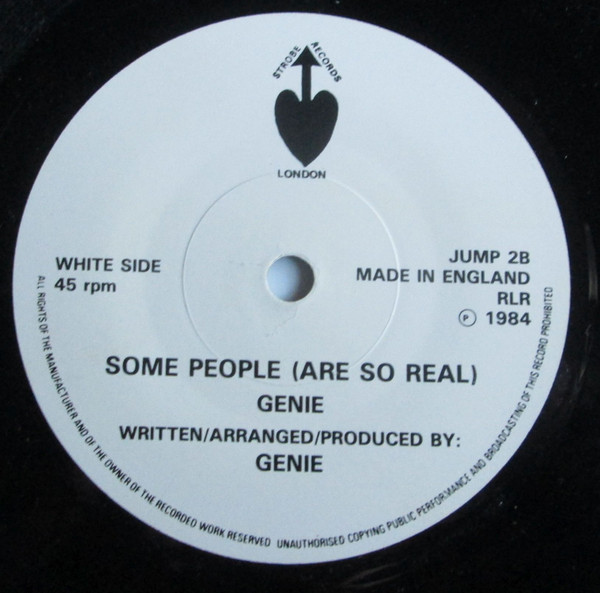 STROBE RECORDS
LONDON
WHITE SIDE
45 rpm
JUMP 2B
MADE IN ENGLAND
RLR
Ⓟ 1984
SOME PEOPLE (ARE SO REAL)
GENIE
WRITTEN/ARRANGED/PRODUCED BY:
GENIE
ALL RIGHTS OF THE MANUFACTURER AND OF THE OWNER OF THE RECORDED WORK RESERVED UNAUTHORISED COPYING PUBLIC PERFORMANCE AND BROADCASTING OF THIS RECORD PROHIBITED